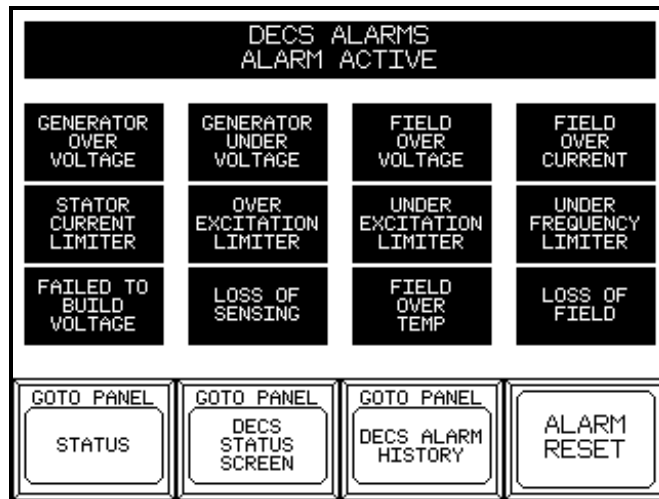 DECS ALARMS
ALARM ACTIVE
GENERATOR
OVER
VOLTAGE
GENERATOR
UNDER
VOLTAGE
FIELD
OVER
VOLTAGE
FIELD
OVER
CURRENT
STATOR
CURRENT
LIMITER
OVER
EXCITATION
LIMITER
UNDER
EXCITATION
LIMITER
UNDER
FREQUENCY
LIMITER
FAILED TO
BUILD
VOLTAGE
LOSS OF
SENSING
FIELD
OVER
TEMP
LOSS OF
FIELD
GOTO PANEL
STATUS
GOTO PANEL
DECS
STATUS
SCREEN
GOTO PANEL
DECS ALARM
HISTORY
ALARM
RESET